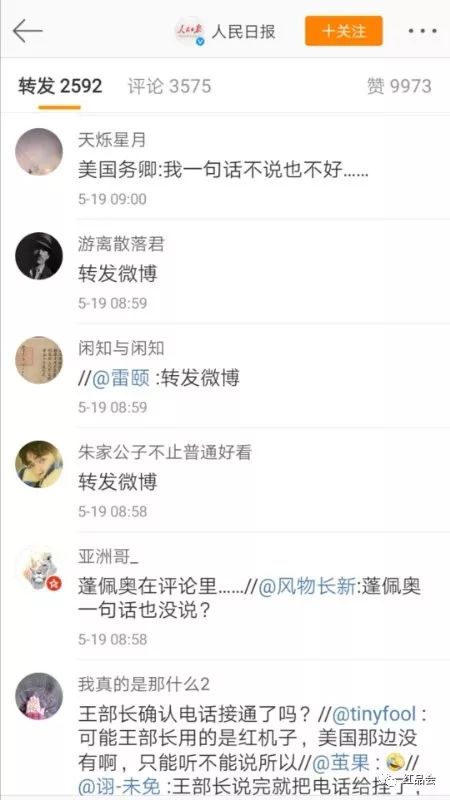 人民日报
人民日报
+关注
转发 2592 评论 3575 赞 9973
天烁星月
美国务卿:我一句话不说也不好......
5-19 09:00
游离散落君
转发微博
5-19 08:59
闲知与闲知
//@雷颐 :转发微博
5-19 08:59
朱家公子不止普通好看
转发微博
5-19 08:58
亚洲哥_
蓬佩奥在评论里......//@风物长新:蓬佩奥
一句话也没说？
5-19 08:58
我真的是那什么2
王部长确认电话接通了吗？//@tinyfool :
可能王部长用的是红机子，美国那边没
有啊，只能听不能说所以//@茧果 :
//@诩-未免 :王部长说完就把电话给挂了！
红品会